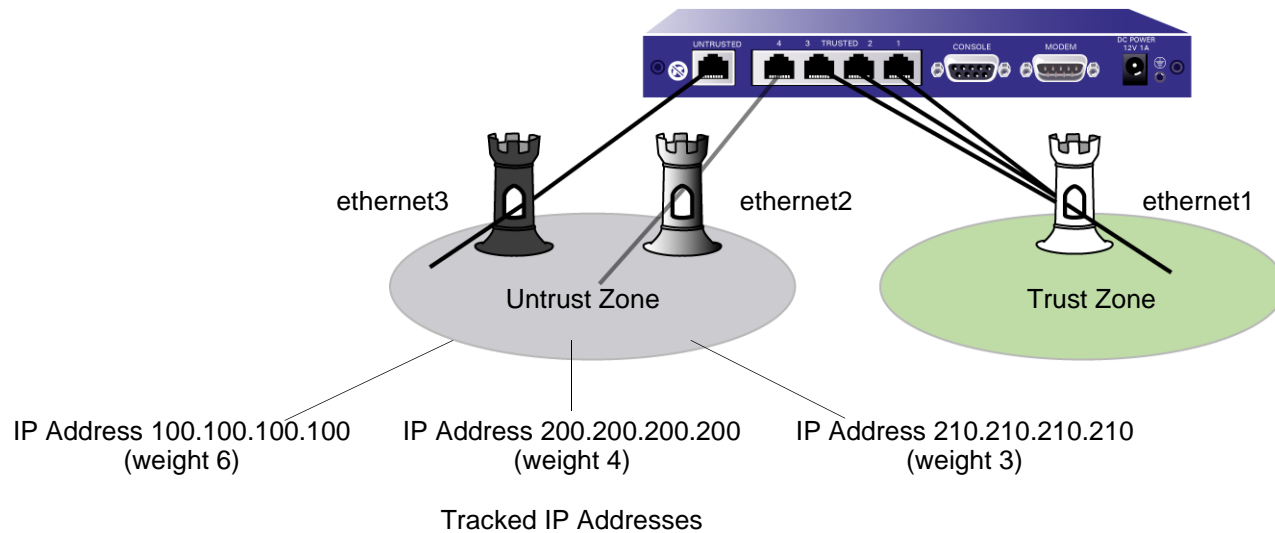 UNTRUSTED
4 3 TRUSTED 2 1
CONSOLE
MODEM
DC POWER
12V 1A
ethernet3
ethernet2
ethernet1
Untrust Zone
Trust Zone
IP Address 100.100.100.100
(weight 6)
IP Address 200.200.200.200
(weight 4)
IP Address 210.210.210.210
(weight 3)
Tracked IP Addresses